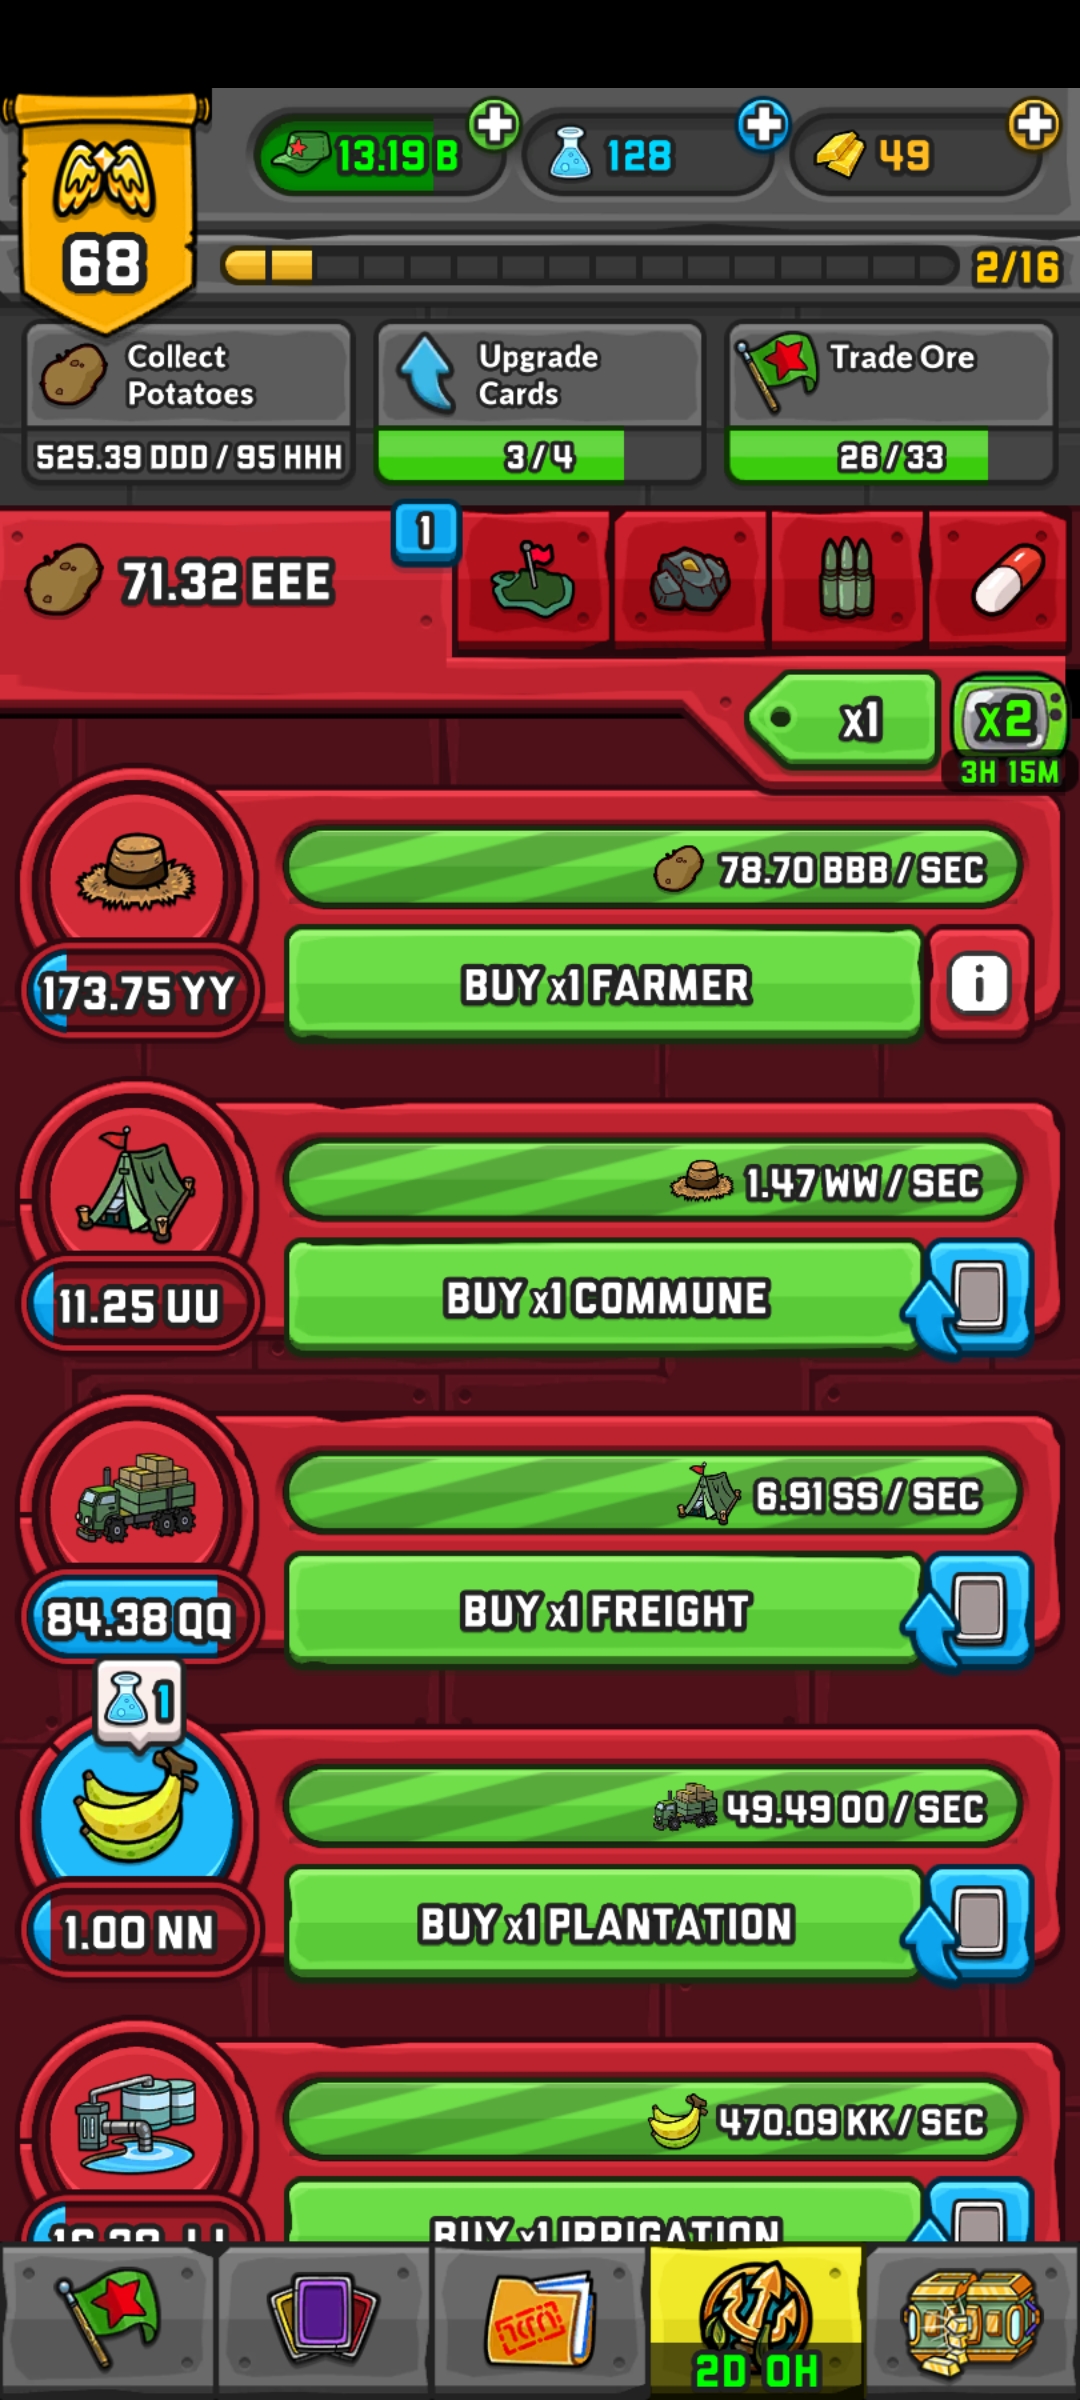 13.19 B
128
49
68
2/16
Collect
Potatoes
Upgrade
Cards
Trade Ore
525.39 DDD / 95 HHH
3/4
26/33
71.32 EEE
1
x1
x2
3H 15M
78.70 BBB / SEC
173.75 YY
BUY x1 FARMER
i
1.47 WW / SEC
11.25 UU
BUY x1 COMMUNE
6.91 SS / SEC
84.38 QQ
BUY x1 FREIGHT
1
49.49 OO / SEC
1.00 NN
BUY x1 PLANTATION
470.09 KK / SEC
BUY x1 IRRIGATION
2D 0H